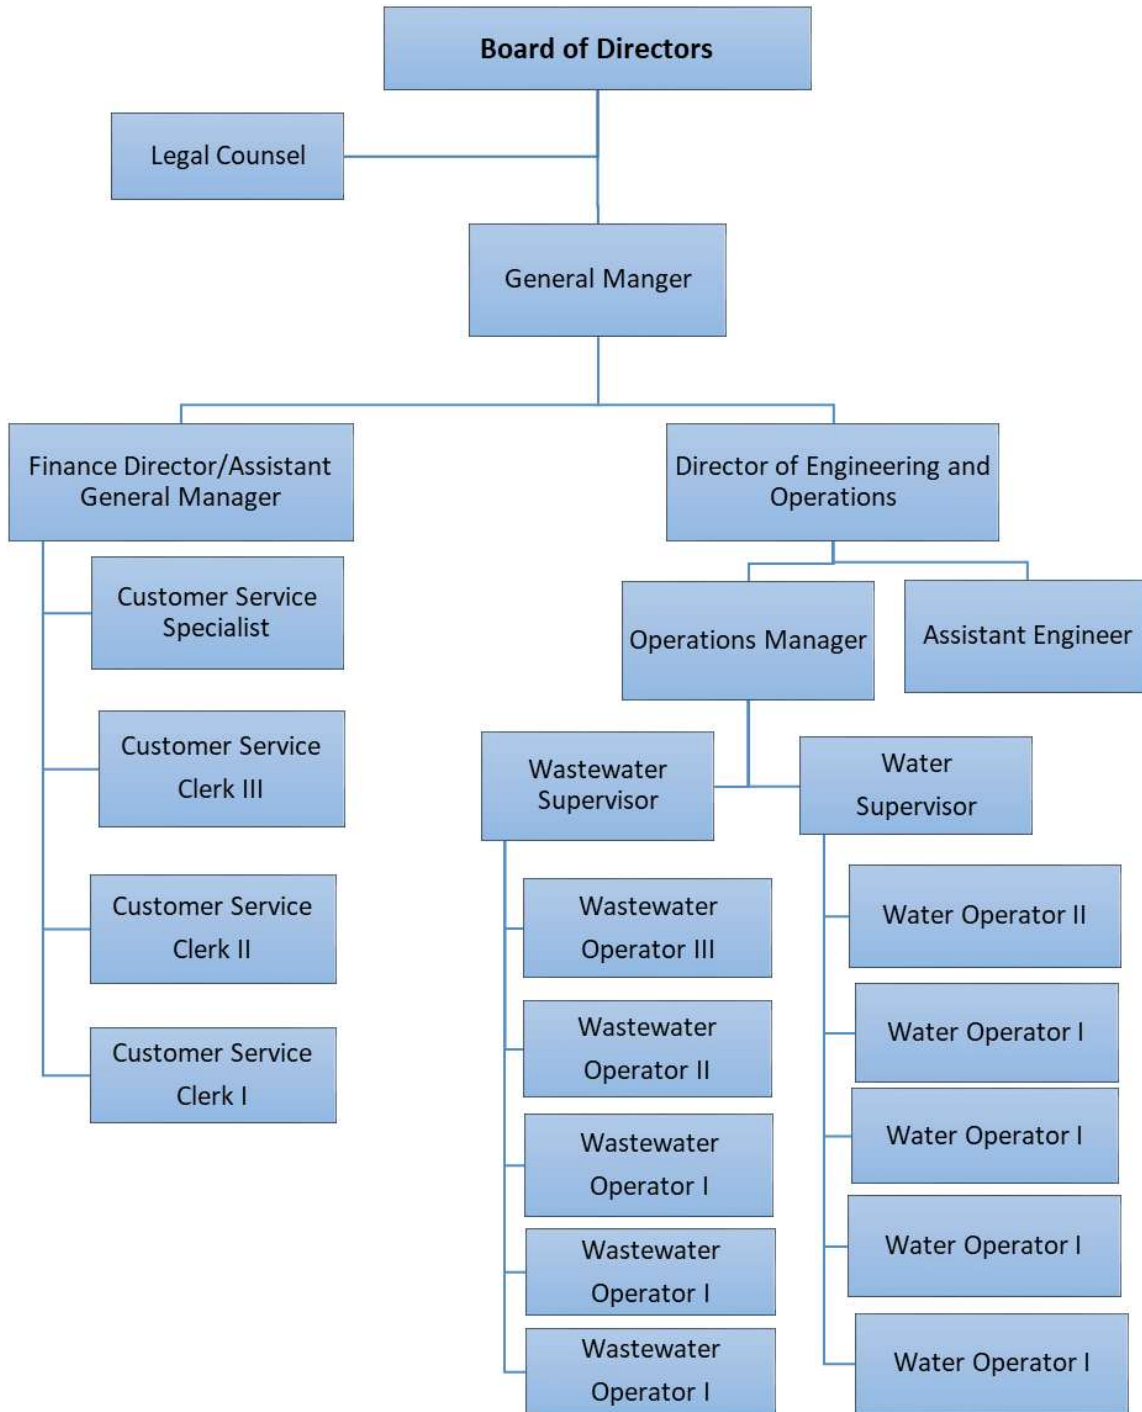 Board of Directors
Legal Counsel
General Manger
Finance Director/Assistant
General Manager
Director of Engineering and
Operations
Customer Service
Specialist
Operations Manager
Assistant Engineer
Customer Service
Clerk III
Wastewater
Supervisor
Water
Supervisor
Customer Service
Clerk II
Wastewater
Operator III
Water Operator II
Customer Service
Clerk I
Wastewater
Operator II
Water Operator I
Wastewater
Operator I
Water Operator I
Wastewater
Operator I
Water Operator I
Wastewater
Operator I
Water Operator I